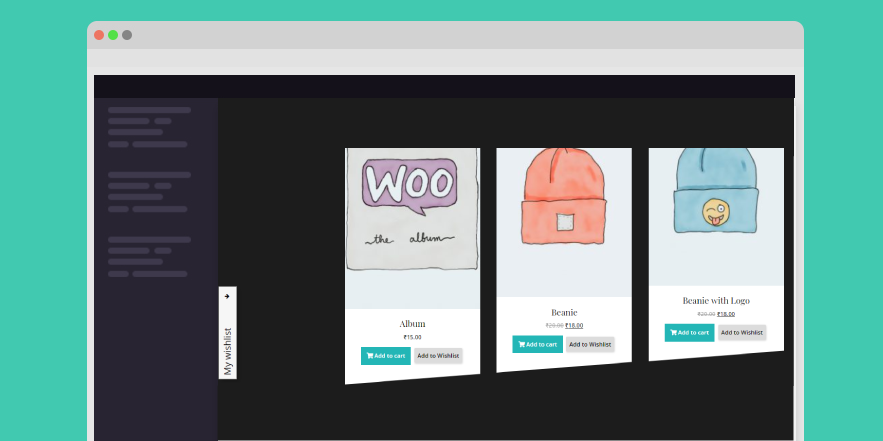 WOO
the album
Album
₹15.00
Add to cart
Add to Wishlist
Beanie
₹20.00 ₹18.00
Add to cart
Add to Wishlist
Beanie with Logo
₹20.00 ₹18.00
Add to cart
Add to Wishlist
My wishlist